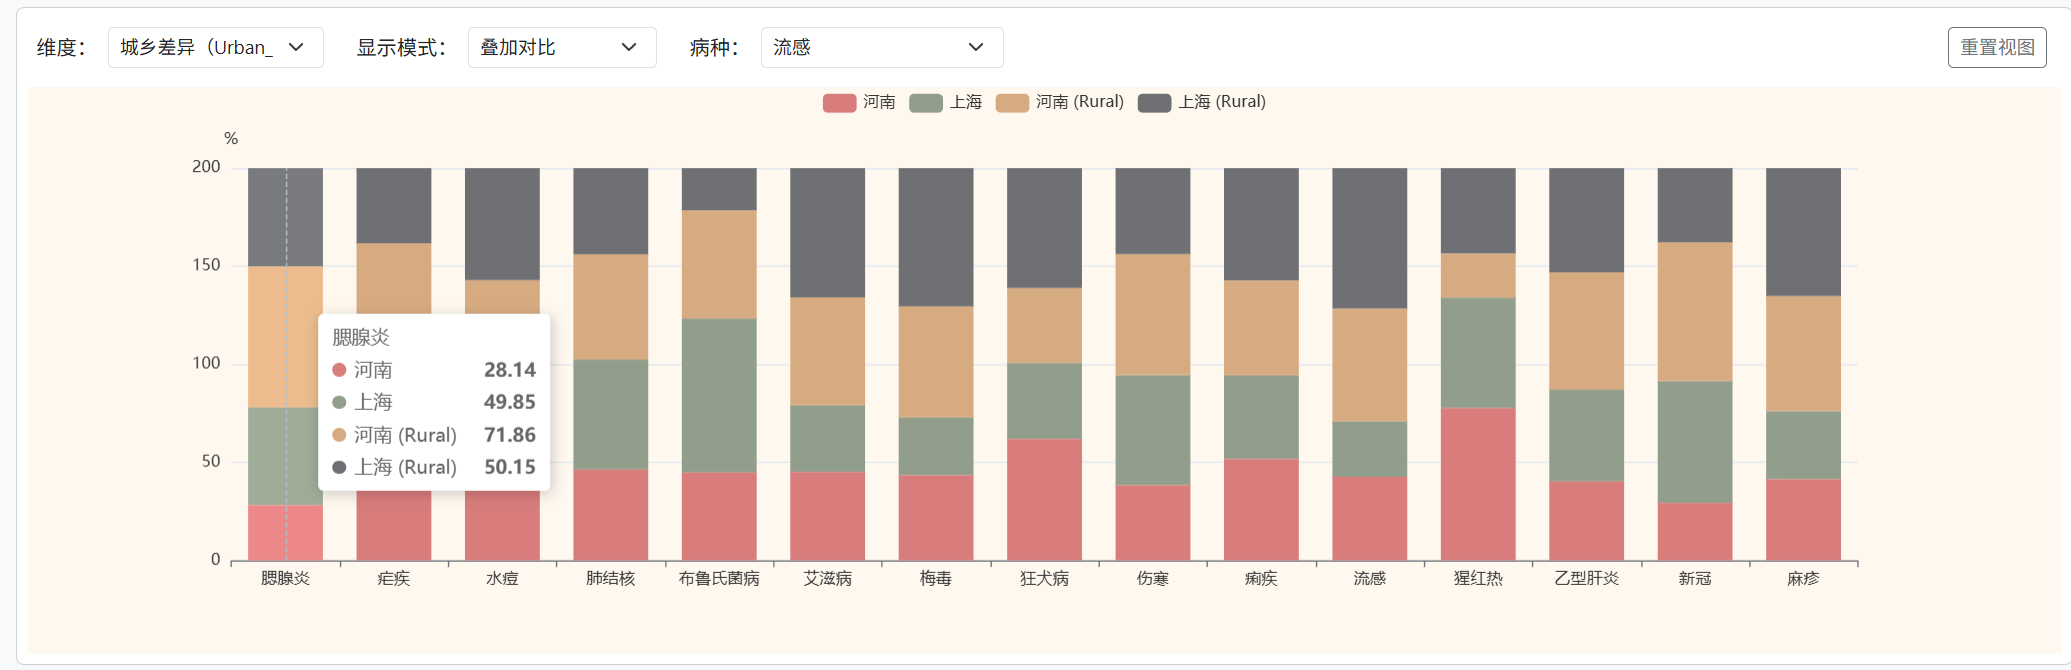 维度： 城乡差异（Urban_ 显示模式： 叠加对比 病种： 流感 重置视图
河南 上海 河南 (Rural) 上海 (Rural)
%
200
150
100
50
0
腮腺炎
河南 28.14
上海 49.85
河南 (Rural) 71.86
上海 (Rural) 50.15
腮腺炎 疟疾 水痘 肺结核 布鲁氏菌病 艾滋病 梅毒 狂犬病 伤寒 痢疾 流感 猩红热 乙型肝炎 新冠 麻疹